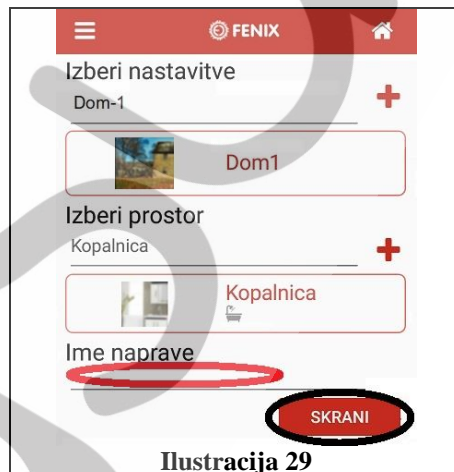 FENIX
Izberi nastavitve
Dom-1
Dom1
Izberi prostor
Kopalnica
Kopalnica
Ime naprave
SKRANI
Ilustracija 29